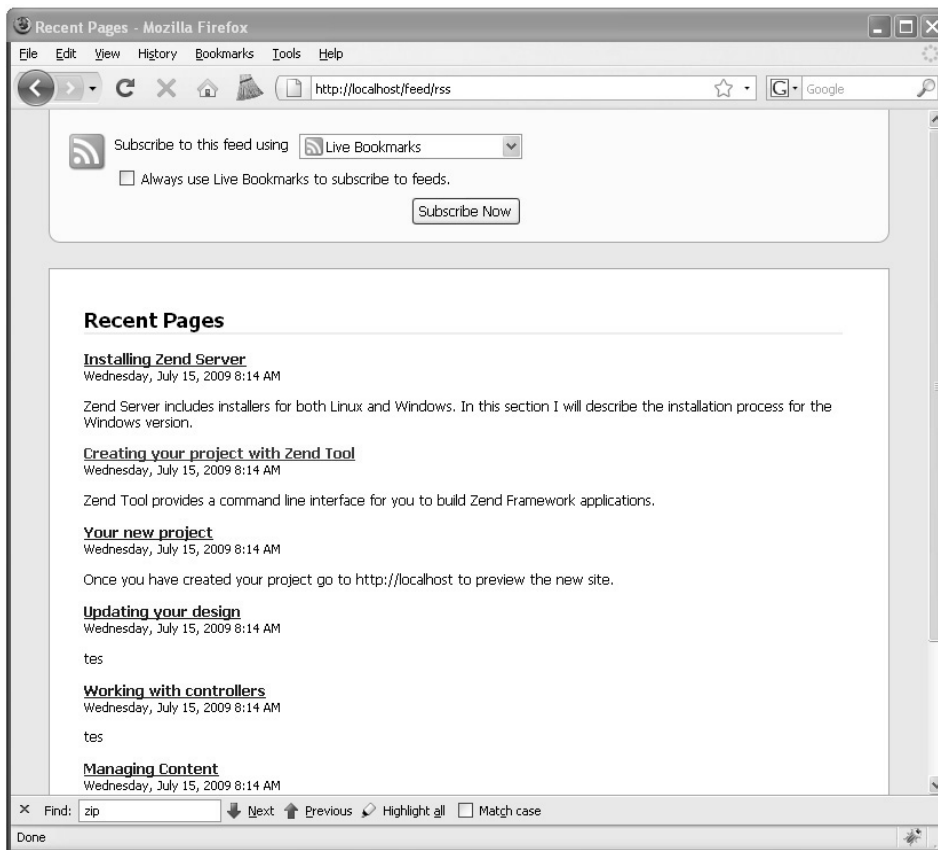 Recent Pages - Mozilla Firefox
File Edit View History Bookmarks Tools Help
http://localhost/feed/rss
G Google
Subscribe to this feed using Live Bookmarks
Always use Live Bookmarks to subscribe to feeds.
Subscribe Now
Recent Pages
Installing Zend Server
Wednesday, July 15, 2009 8:14 AM
Zend Server includes installers for both Linux and Windows. In this section I will describe the installation process for the
Windows version.
Creating your project with Zend Tool
Wednesday, July 15, 2009 8:14 AM
Zend Tool provides a command line interface for you to build Zend Framework applications.
Your new project
Wednesday, July 15, 2009 8:14 AM
Once you have created your project go to http://localhost to preview the new site.
Updating your design
Wednesday, July 15, 2009 8:14 AM
tes
Working with controllers
Wednesday, July 15, 2009 8:14 AM
tes
Managing Content
Wednesday, July 15, 2009 8:14 AM
Find: zip Next Previous Highlight all Match case
Done